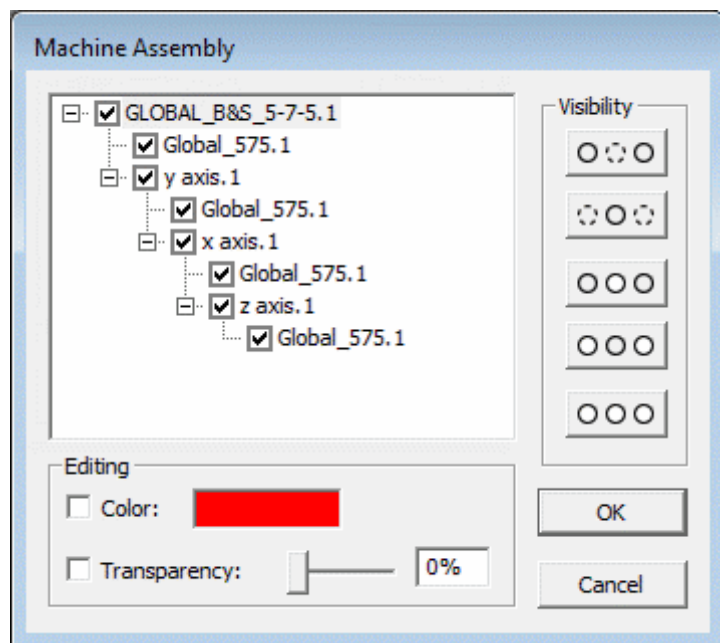 Machine Assembly
GLOBAL_B&S_5-7-5.1
Global_575.1
y axis.1
Global_575.1
x axis.1
Global_575.1
z axis.1
Global_575.1
Visibility
Editing
Color:
Transparency:
0%
OK
Cancel